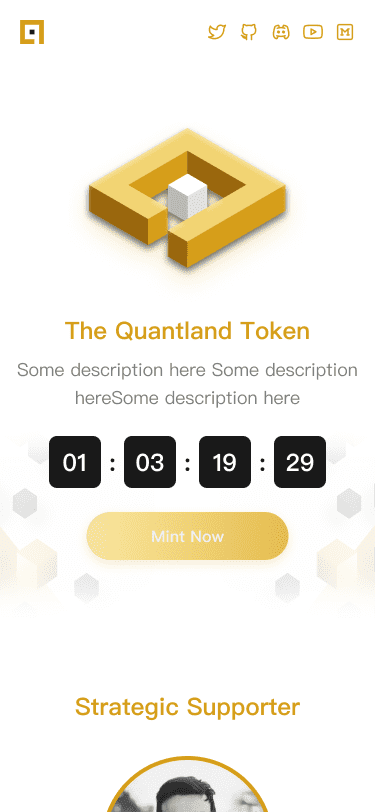 The Quantland Token
Some description here Some description
hereSome description here
01 : 03 : 19 : 29
Mint Now
Strategic Supporter